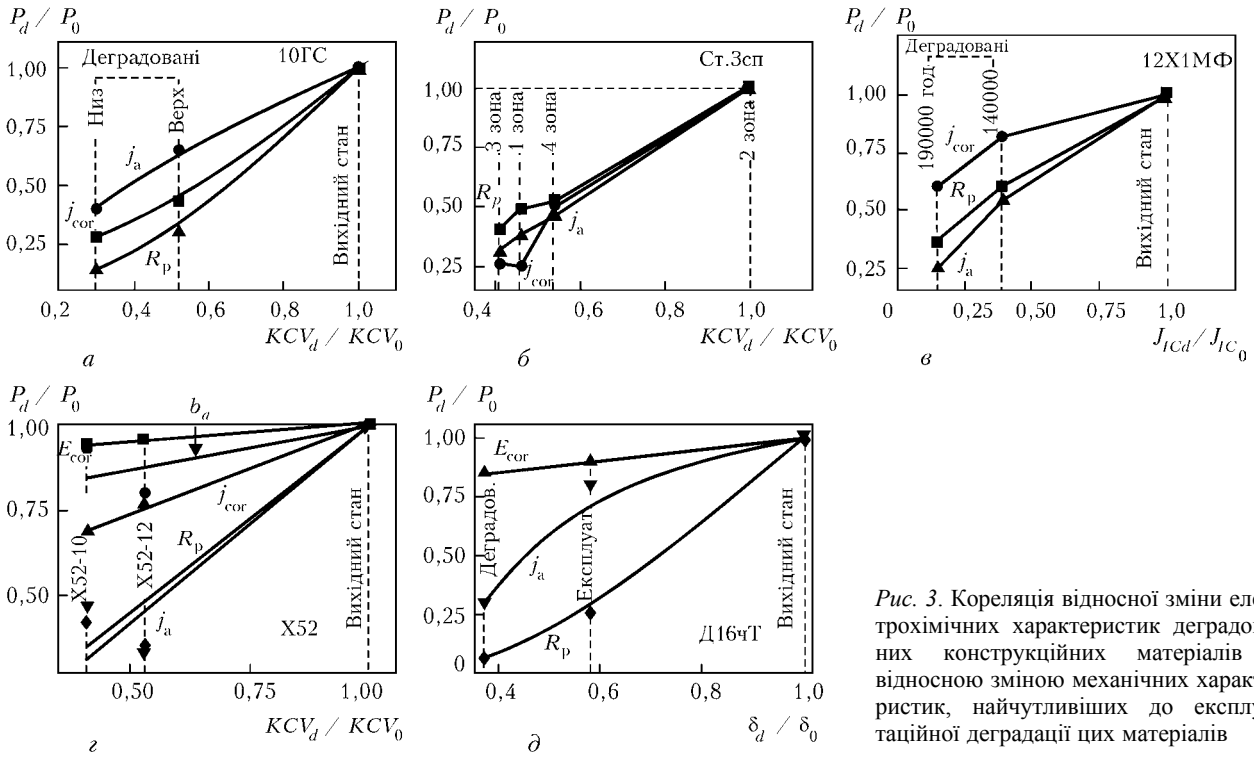 P_d / P_0
1,00
0,75
0,50
0,25
Деградовані
10ГС
Низ
Верх
j_a
j_cor
R_p
Вихідний стан
0,2 0,4 0,6 0,8 1,0
KCV_d / KCV_0
а
P_d / P_0
1,00
0,75
0,50
0,25
Ст.3сп
3 зона
1 зона
4 зона
2 зона
R_p
j_a
j_cor
0,4 0,6 0,8 1,0
KCV_d / KCV_0
б
P_d / P_0
1,00
0,75
0,50
0,25
Деградовані
12Х1МФ
190000 год
140000
j_cor
R_p
j_a
Вихідний стан
0 0,25 0,50 0,75 1,0
J_ICd / J_IC0
в
P_d / P_0
1,00
0,75
0,50
b_a
E_cor
j_cor
R_p
j_a
Х52-10
Х52-12
Х52
Вихідний стан
0,50 0,75 1,00
KCV_d / KCV_0
г
P_d / P_0
1,00
0,75
0,50
0,25
0
E_cor
j_a
R_p
Деградов.
Експлуат
Вихідний стан
Д16чТ
0,4 0,6 0,8 1,0
δ_d / δ_0
д
Рис. 3. Кореляція відносної зміни еле
трохімічних характеристик деградо
них конструкційних матеріалів
відносною зміною механічних характ
ристик, найчутливіших до експлу
таційної деградації цих матеріалів